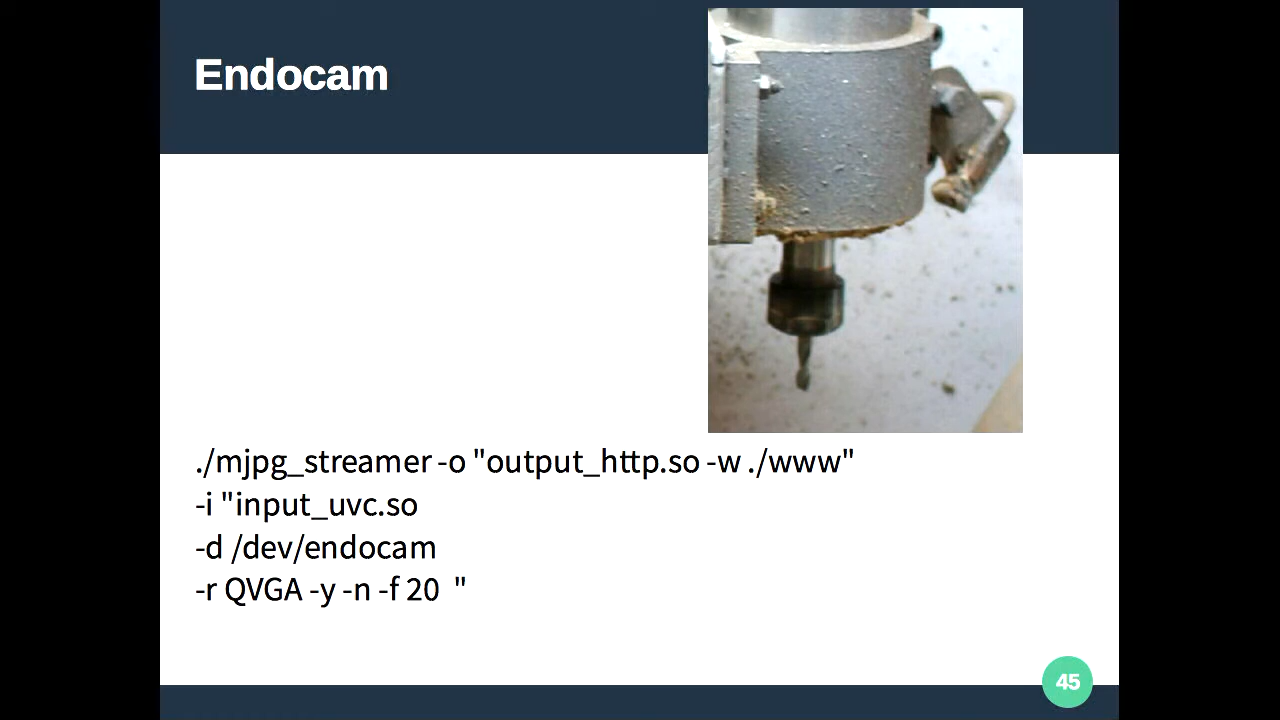 Endocam
./mjpg_streamer -o "output_http.so -w ./www"
-i "input_uvc.so
-d /dev/endocam
-r QVGA -y -n -f 20  "
45